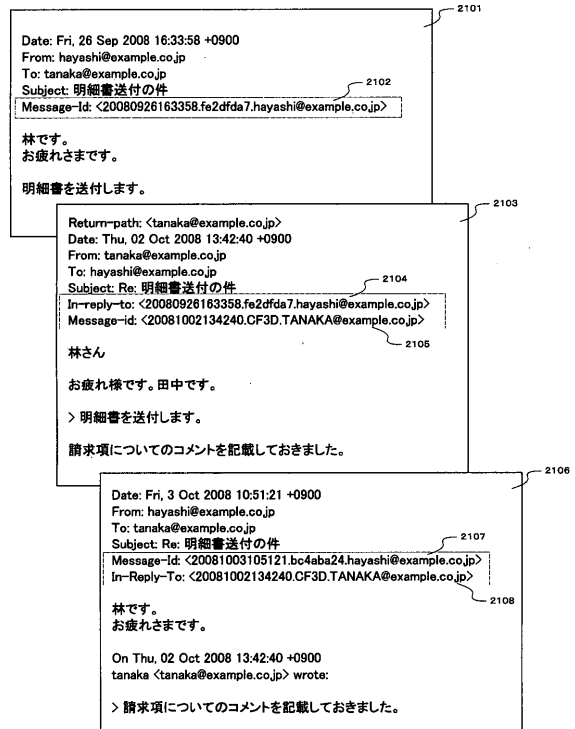 2101
Date: Fri, 26 Sep 2008 16:33:58 +0900
From: hayashi@example.co.jp
To: tanaka@example.co.jp
Subject: 明細書送付の件
2102
Message-Id: <20080926163358.fe2dfda7.hayashi@example.co.jp>
林です。
お疲れさまです。
明細書を送付します。
2103
Return-path: <tanaka@example.co.jp>
Date: Thu, 02 Oct 2008 13:42:40 +0900
From: tanaka@example.co.jp
To: hayashi@example.co.jp
Subject: Re: 明細書送付の件
2104
In-reply-to: <20080926163358.fe2dfda7.hayashi@example.co.jp>
Message-id: <20081002134240.CF3D.TANAKA@example.co.jp>
2105
林さん
お疲れ様です。田中です。
> 明細書を送付します。
請求項についてのコメントを記載しておきました。
2106
Date: Fri, 3 Oct 2008 10:51:21 +0900
From: hayashi@example.co.jp
To: tanaka@example.co.jp
Subject: Re: 明細書送付の件
2107
Message-Id: <20081003105121.bc4aba24.hayashi@example.co.jp>
In-Reply-To: <20081002134240.CF3D.TANAKA@example.co.jp>
2108
林です。
お疲れさまです。
On Thu, 02 Oct 2008 13:42:40 +0900
tanaka <tanaka@example.co.jp> wrote:
> 請求項についてのコメントを記載しておきました。